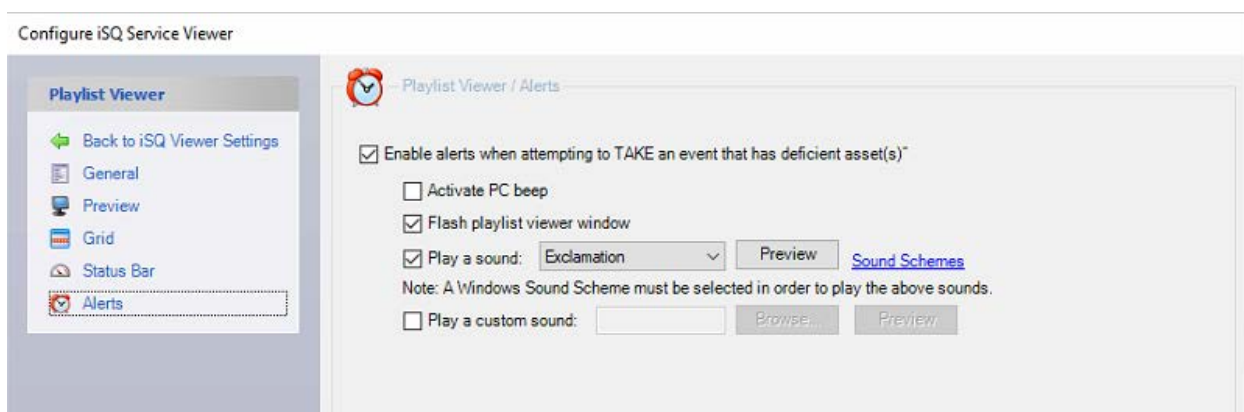 Configure iSQ Service Viewer
Playlist Viewer
Back to iSQ Viewer Settings
General
Preview
Grid
Status Bar
Alerts
Playlist Viewer / Alerts
Enable alerts when attempting to TAKE an event that has deficient asset(s)"
Activate PC beep
Flash playlist viewer window
Play a sound: Exclamation Preview Sound Schemes
Note: A Windows Sound Scheme must be selected in order to play the above sounds.
Play a custom sound: Browse... Preview